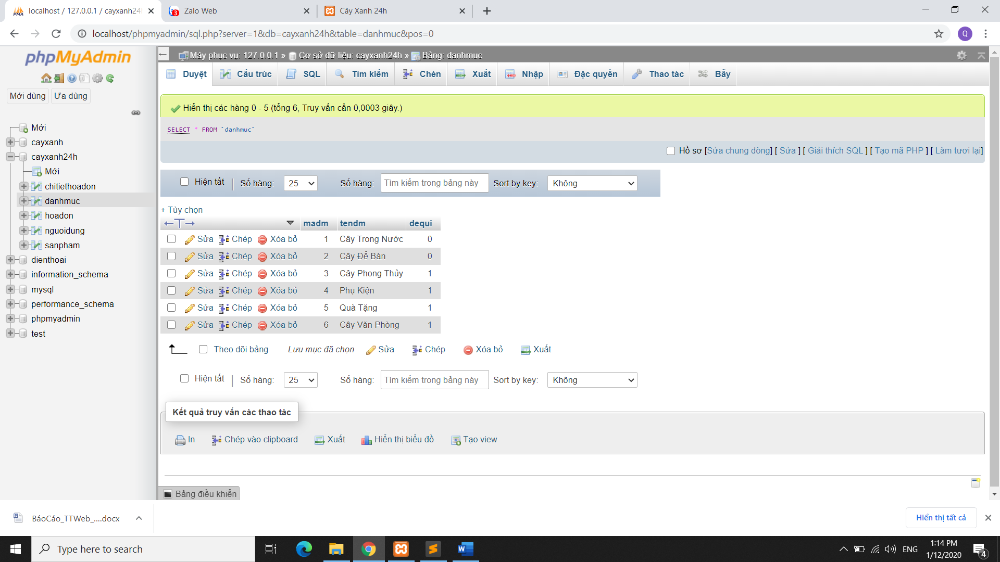 localhost / 127.0.0.1 / cayxanh24
Zalo Web
Cây Xanh 24h
localhost/phpmyadmin/sql.php?server=1&db=cayxanh24h&table=danhmuc&pos=0
Q
phpMyAdmin
Mới dùng
Ưa dùng
Mới
cayxanh
cayxanh24h
Mới
chitiethoadon
danhmuc
hoadon
nguoidung
sanpham
dienthoai
information_schema
mysql
performance_schema
phpmyadmin
test
Máy phục vụ: 127.0.0.1 » Cơ sở dữ liệu: cayxanh24h » Bảng: danhmuc
Duyệt Cấu trúc SQL Tìm kiếm Chèn Xuất Nhập Đặc quyền Thao tác Bẫy
Hiển thị các hàng 0 - 5 (tổng 6, Truy vấn cần 0,0003 giây.)
SELECT * FROM `danhmuc`
Hồ sơ [Sửa chung dòng] [ Sửa ] [ Giải thích SQL ] [ Tạo mã PHP ] [ Làm tươi lại]
Hiện tất | Số hàng: 25 Số hàng: Tìm kiếm trong bảng này Sort by key: Không
+ Tùy chọn
←T→ madm tendm dequi
Sửa Chép Xóa bỏ 1 Cây Trong Nước 0
Sửa Chép Xóa bỏ 2 Cây Để Bàn 0
Sửa Chép Xóa bỏ 3 Cây Phong Thủy 1
Sửa Chép Xóa bỏ 4 Phụ Kiện 1
Sửa Chép Xóa bỏ 5 Quà Tặng 1
Sửa Chép Xóa bỏ 6 Cây Văn Phòng 1
Theo dõi bảng Lưu mục đã chọn Sửa Chép Xóa bỏ Xuất
Hiện tất | Số hàng: 25 Số hàng: Tìm kiếm trong bảng này Sort by key: Không
Kết quả truy vấn các thao tác
In Chép vào clipboard Xuất Hiển thị biểu đồ Tạo view
Bảng điều khiển
BáoCáo_TTWeb_....docx
Hiển thị tất cả
Type here to search
ENG
1:14 PM
1/12/2020
4